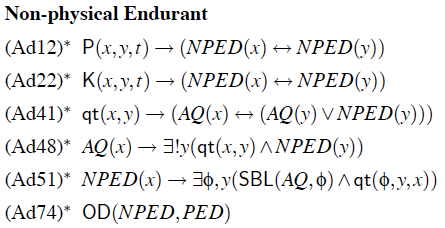 Non-physical Endurant
(Ad12)* P(x,y,t) → (NPED(x) ↔ NPED(y))
(Ad22)* K(x,y,t) → (NPED(x) ↔ NPED(y))
(Ad41)* qt(x,y) → (AQ(x) ↔ (AQ(y) ∨ NPED(y)))
(Ad48)* AQ(x) → ∃!y(qt(x,y) ∧ NPED(y))
(Ad51)* NPED(x) → ∃ϕ,y(SBL(AQ,ϕ) ∧ qt(ϕ,y,x))
(Ad74)* OD(NPED,PED)